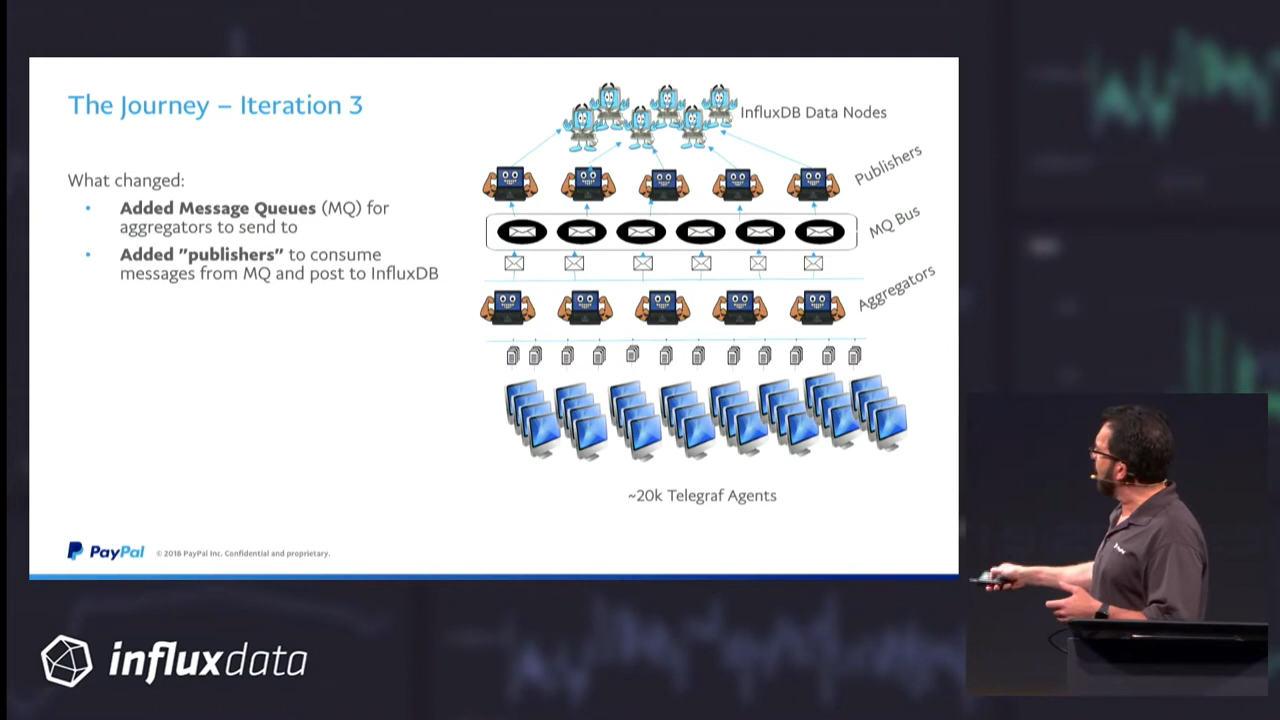 The Journey – Iteration 3
What changed:
• Added Message Queues (MQ) for
aggregators to send to
• Added "publishers" to consume
messages from MQ and post to InfluxDB
InfluxDB Data Nodes
Publishers
MQ Bus
Aggregators
~20k Telegraf Agents
PayPal © 2018 PayPal Inc. Confidential and proprietary.
influxdata